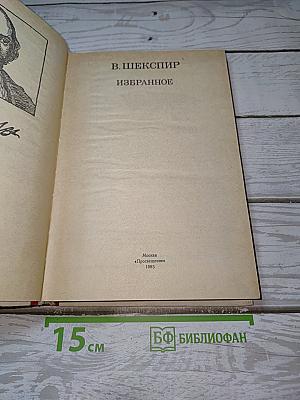 В. ШЕКСПИР
ИЗБРАННОЕ
Москва
«Просвещение»
1985
15 см
БФ БИБЛИОФАН